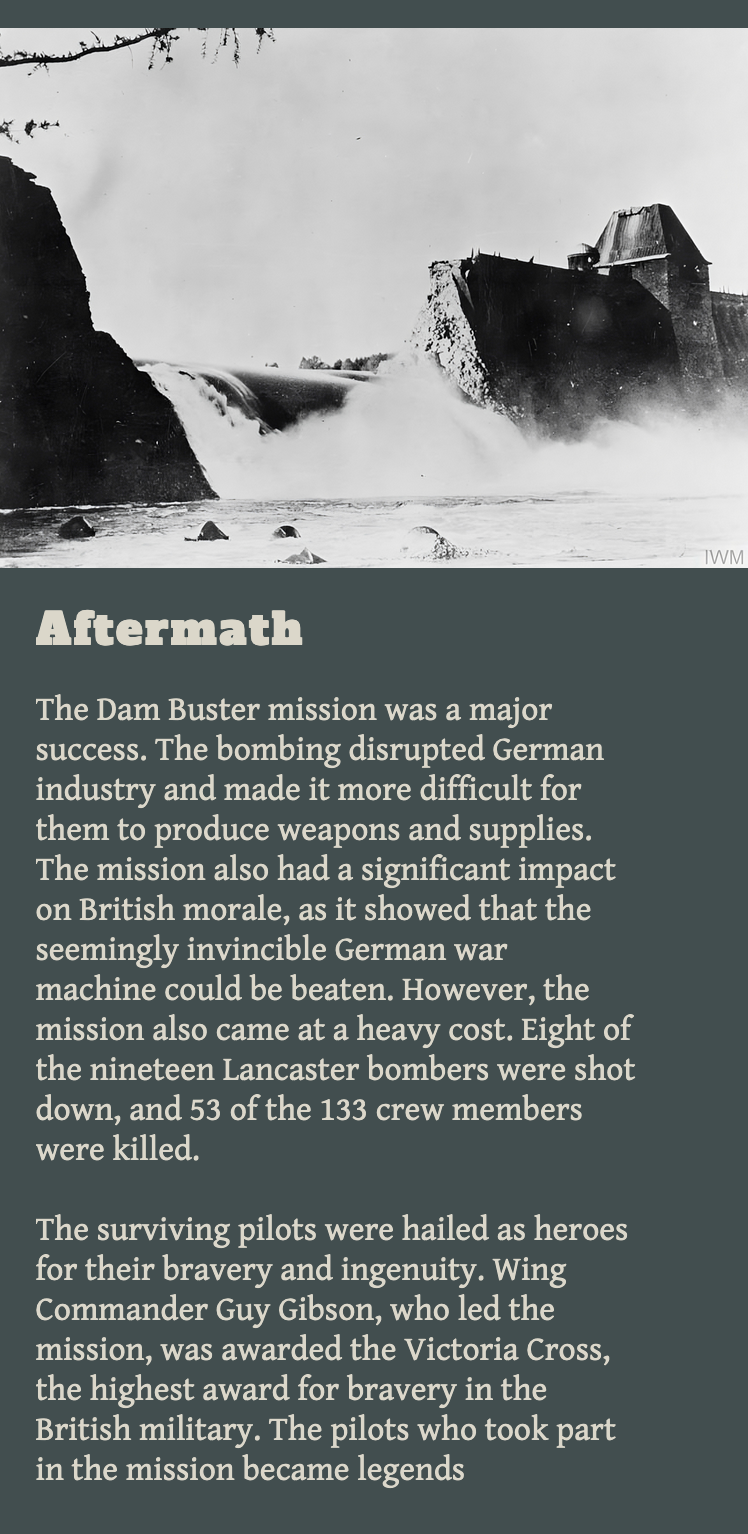 IWM
Aftermath
The Dam Buster mission was a major
success. The bombing disrupted German
industry and made it more difficult for
them to produce weapons and supplies.
The mission also had a significant impact
on British morale, as it showed that the
seemingly invincible German war
machine could be beaten. However, the
mission also came at a heavy cost. Eight of
the nineteen Lancaster bombers were shot
down, and 53 of the 133 crew members
were killed.
The surviving pilots were hailed as heroes
for their bravery and ingenuity. Wing
Commander Guy Gibson, who led the
mission, was awarded the Victoria Cross,
the highest award for bravery in the
British military. The pilots who took part
in the mission became legends